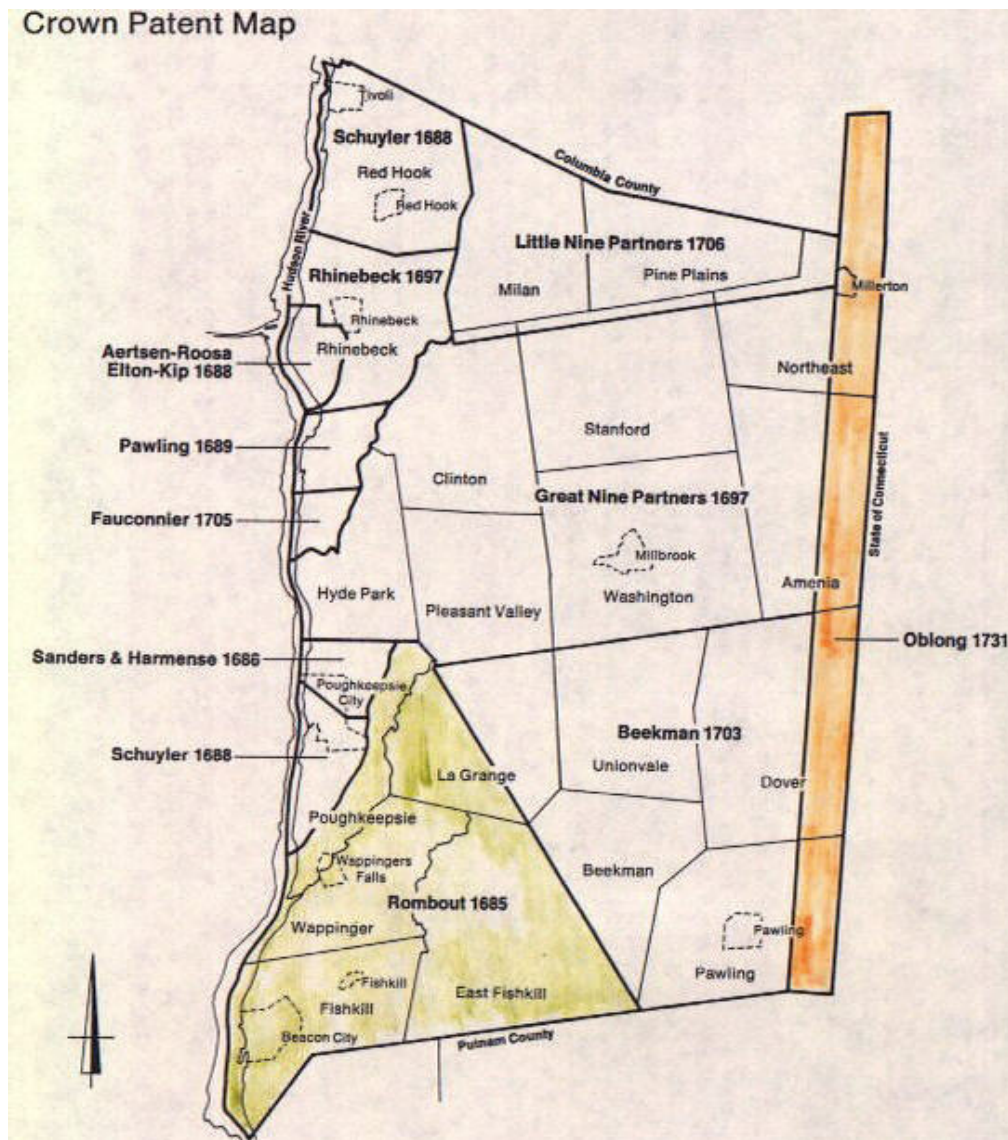 Crown Patent Map
Tivoli
Schuyler 1688
Red Hook
Red Hook
Columbia County
Hudson River
Little Nine Partners 1706
Rhinebeck 1697
Pine Plains
Milan
Millerton
Rhinebeck
Rhinebeck
Aertsen-Roosa
Elton-Kip 1688
Northeast
Pawling 1689
Stanford
State of Connecticut
Clinton
Great Nine Partners 1697
Fauconnier 1705
Millbrook
Amenia
Hyde Park
Washington
Pleasant Valley
Oblong 1731
Sanders & Harmense 1686
Poughkeepsie
City
Beekman 1703
Schuyler 1688
Unionvale
La Grange
Dover
Poughkeepsie
Wappingers
Falls
Beekman
Rombout 1685
Wappinger
Pawling
Pawling
Fishkill
East Fishkill
Fishkill
Beacon City
Putnam County